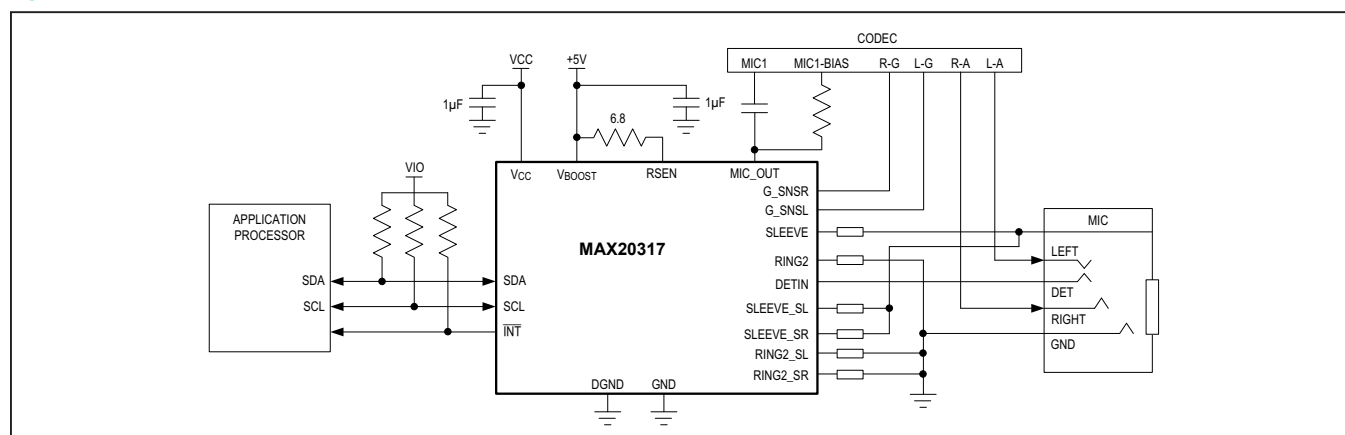 CODEC
MIC1 MIC1-BIAS R-G L-G R-A L-A
VCC
+5V
1µF
1µF
6.8
VIO
VCC VBOOST RSEN MIC_OUT
G_SNSR
G_SNSL
SLEEVE
RING2
DETIN
SLEEVE_SL
SLEEVE_SR
RING2_SL
RING2_SR
MAX20317
SDA
SCL
INT
DGND GND
APPLICATION
PROCESSOR
SDA
SCL
MIC
LEFT
DET
RIGHT
GND